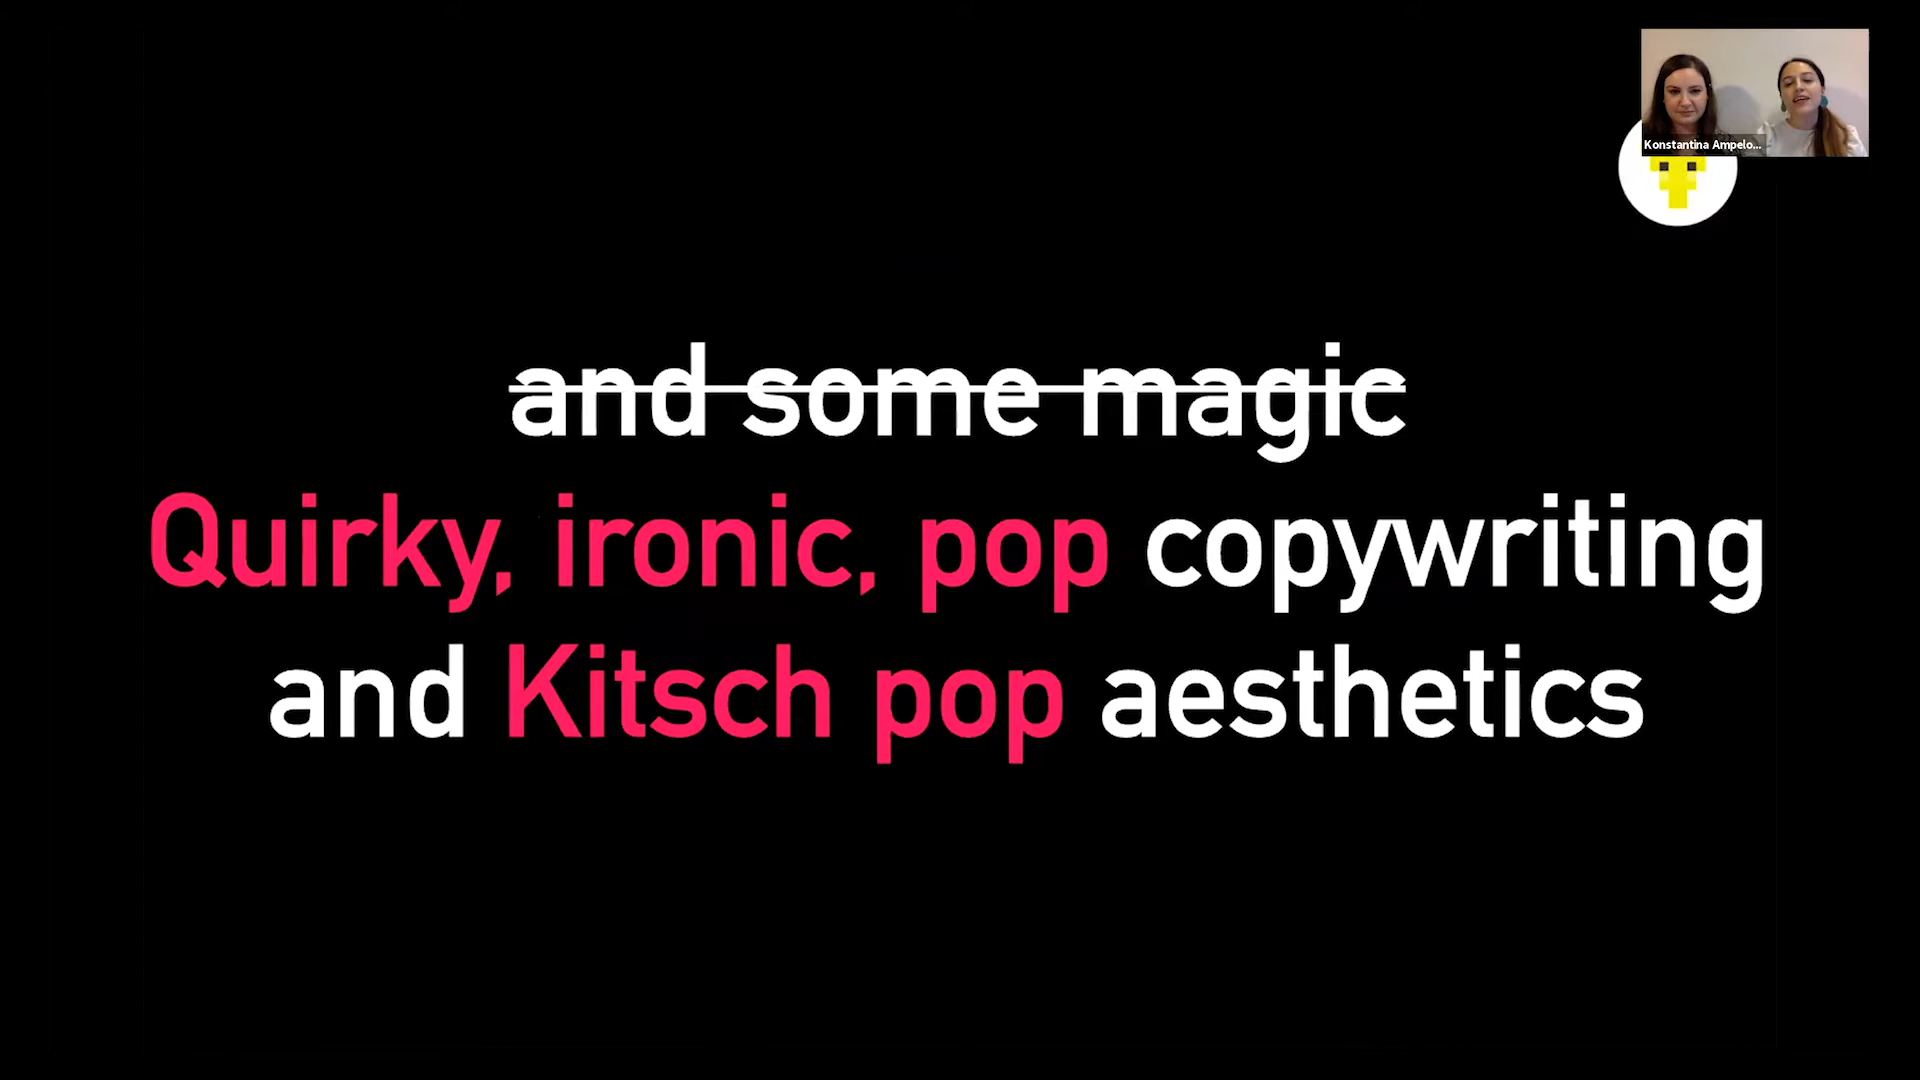 Konstantina Ampelo...
and some magic
Quirky, ironic, pop copywriting
and Kitsch pop aesthetics